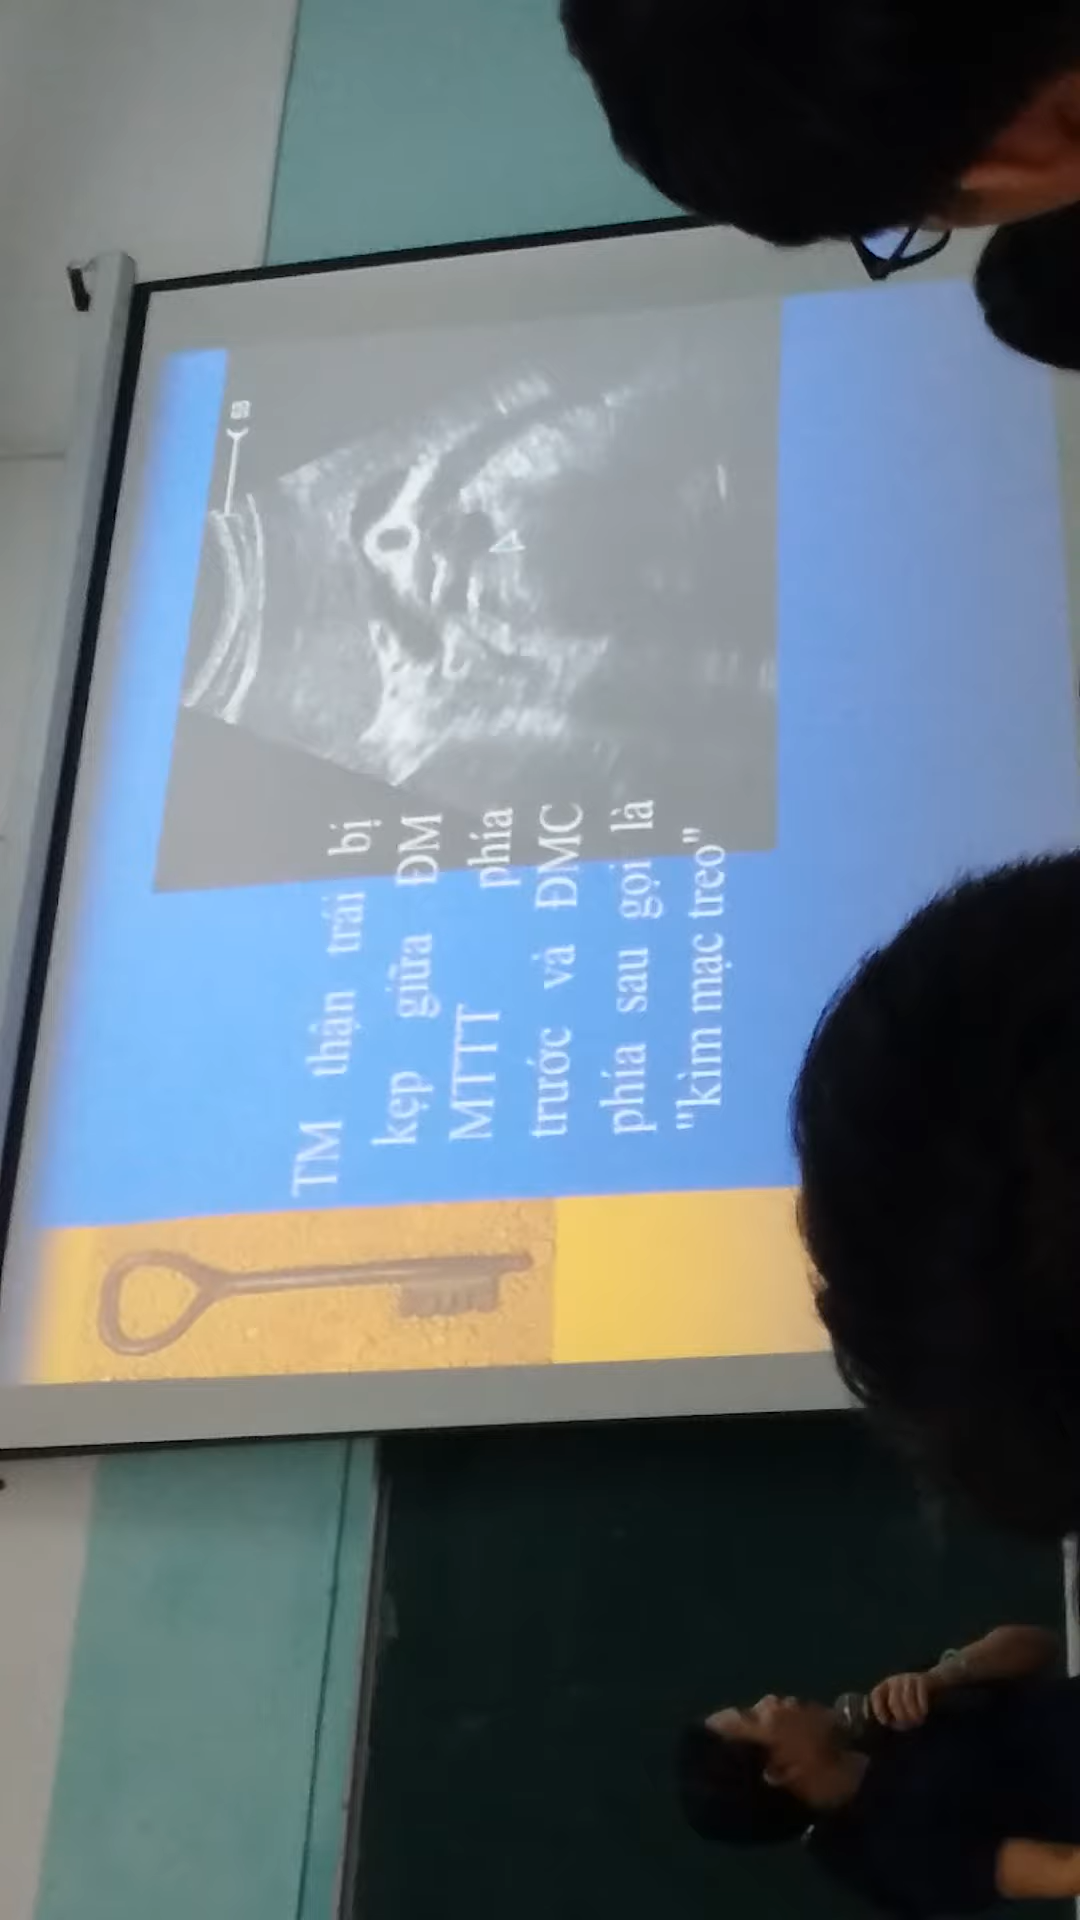 TM thận trái bị
kẹp giữa ĐM
MTTT phía
trước và ĐMC
phía sau gọi là
"kìm mạc treo"